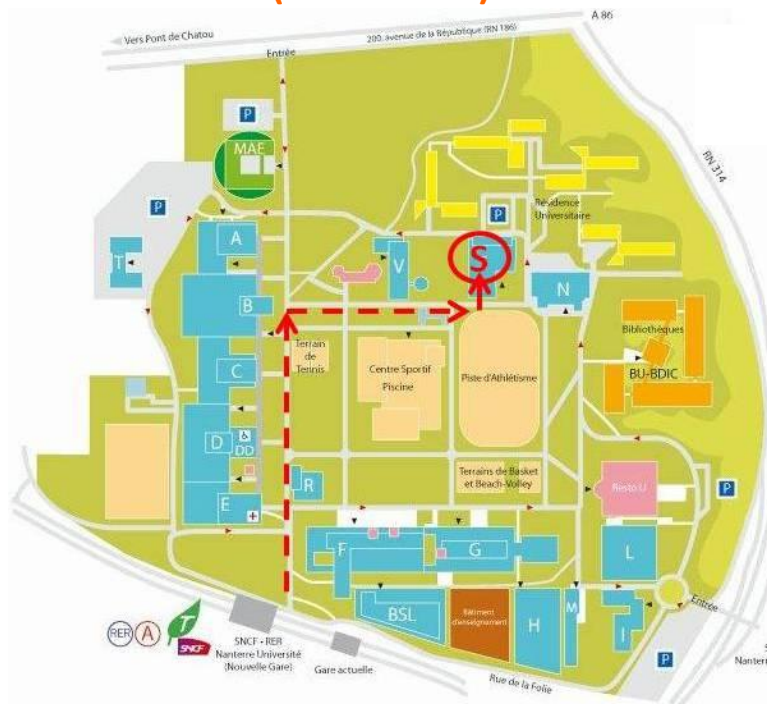 A 86
Vers Pont de Chatou
200, avenue de la République (RN 186)
Entrée
P
MAE
RN 314
P
P
Résidence
Universitaire
A
T
V
S
N
B
Bibliothèques
BU-BDIC
Terrain
de
Tennis
Centre Sportif
Piscine
Piste d'Athlétisme
C
D
DD
R
Terrains de Basket
et Beach-Volley
Resto U
P
E
F
G
L
Entrée
BSL
Bâtiment
d'enseignement
H
M
I
RER A
T
SNCF
SNCF - RER
Nanterre Université
(Nouvelle Gare)
Gare actuelle
Rue de la Folie
P
S
Nanterre